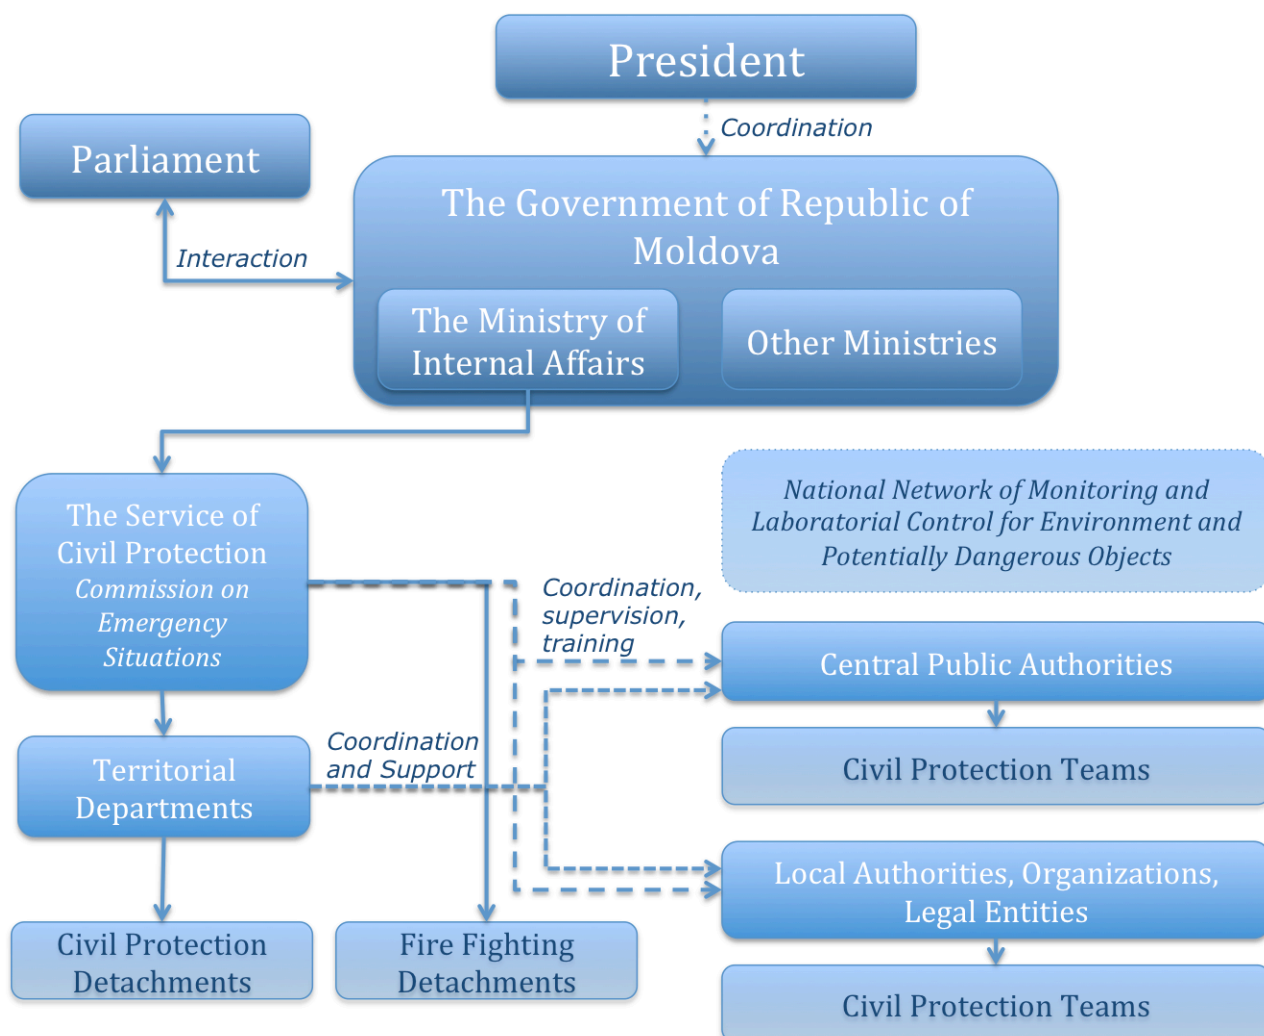 President
Coordination
Parliament
The Government of Republic of
Moldova
Interaction
The Ministry of
Internal Affairs
Other Ministries
The Service of
Civil Protection
Commission on
Emergency
Situations
National Network of Monitoring and
Laboratorial Control for Environment and
Potentially Dangerous Objects
Coordination,
supervision,
training
Central Public Authorities
Territorial
Departments
Coordination
and Support
Civil Protection Teams
Local Authorities, Organizations,
Legal Entities
Civil Protection
Detachments
Fire Fighting
Detachments
Civil Protection Teams